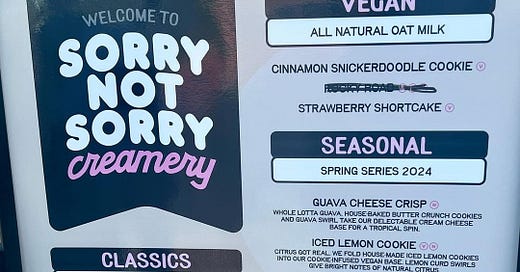 WELCOME TO
SORRY
NOT
SORRY
creamery
CLASSICS
VEGAN
ALL NATURAL OAT MILK
CINNAMON SNICKERDOODLE COOKIE V
ROCKY ROAD
STRAWBERRY SHORTCAKE V
SEASONAL
SPRING SERIES 2024
GUAVA CHEESE CRISP
WHOLE LOTTA GUAVA. HOUSE-BAKED BUTTER CRUNCH COOKIES
AND GUAVA SWIRL TAKE OUR DELECTABLE CREAM CHEESE
BASE FOR A TROPICAL SPIN.
ICED LEMON COOKIE
CITRUS GOT REAL. WE FOLD HOUSE-MADE ICED LEMON COOKIES
INTO OUR COOKIE INFUSED VEGAN BASE. LEMON CURD SWIRLS
GIVE BRIGHT NOTES OF NATURAL CITRUS